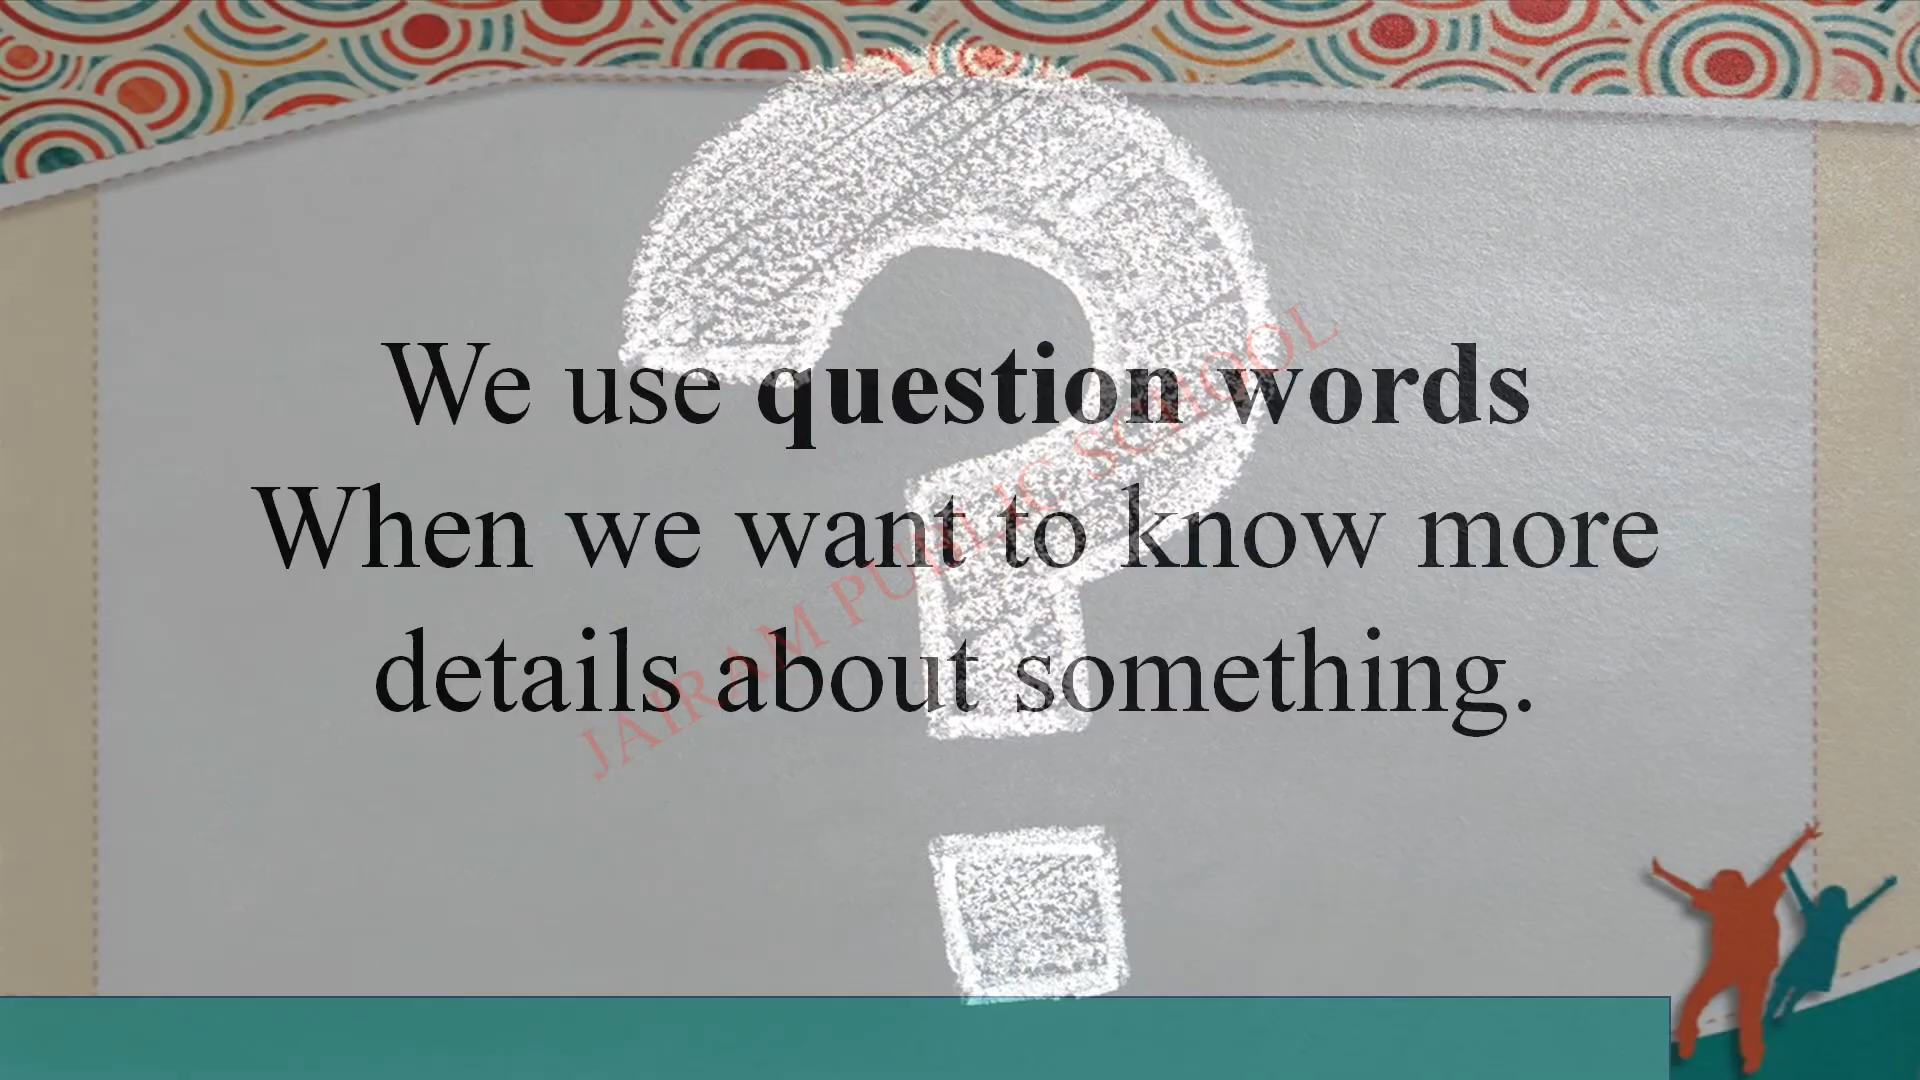 We use question words
When we want to know more
details about something.
JAIRAM PUBLIC SCHOOL